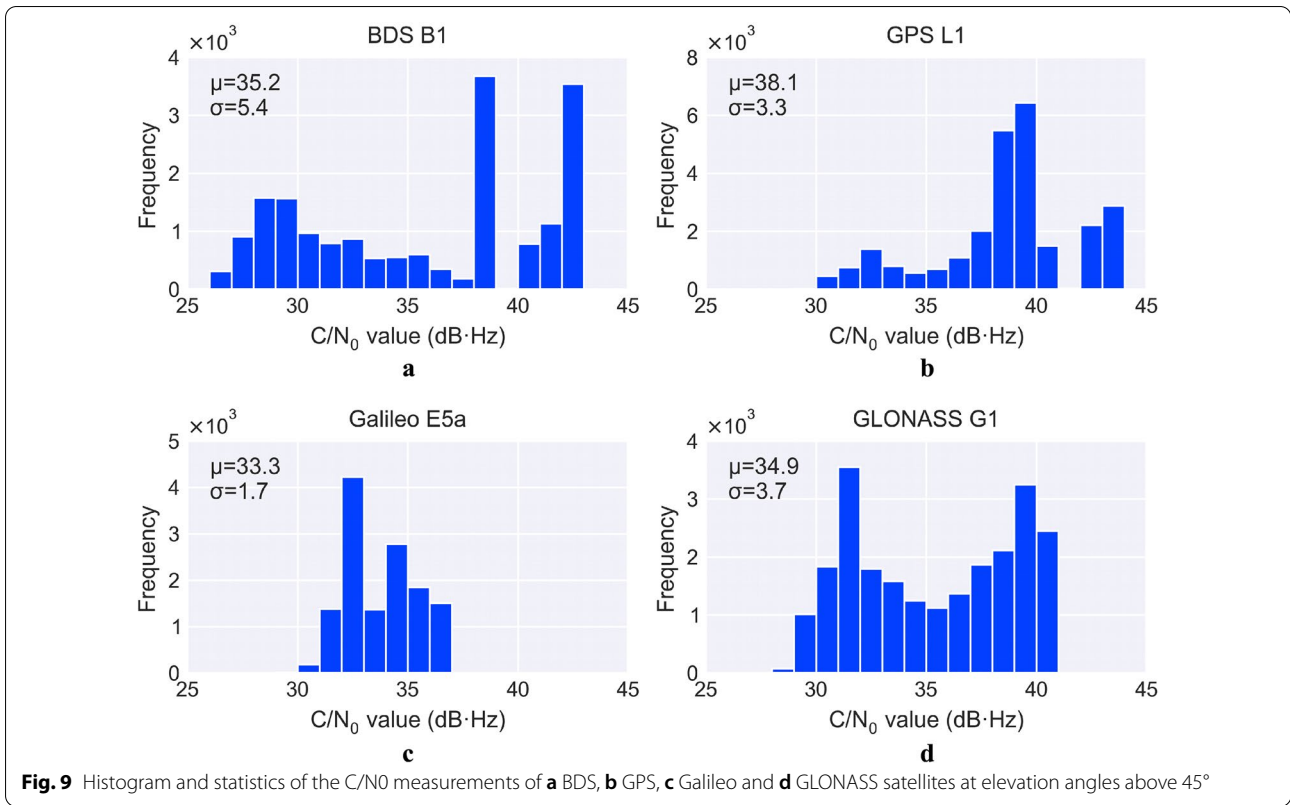 ×10³ BDS B1
μ=35.2
σ=5.4
Frequency
4
3
2
1
0
25 30 35 40 45
C/N₀ value (dB·Hz)
a
×10³ GPS L1
μ=38.1
σ=3.3
Frequency
8
6
4
2
0
25 30 35 40 45
C/N₀ value (dB·Hz)
b
×10³ Galileo E5a
μ=33.3
σ=1.7
Frequency
5
4
3
2
1
0
25 30 35 40 45
C/N₀ value (dB·Hz)
c
×10³ GLONASS G1
μ=34.9
σ=3.7
Frequency
4
3
2
1
0
25 30 35 40 45
C/N₀ value (dB·Hz)
d
Fig. 9 Histogram and statistics of the C/N0 measurements of a BDS, b GPS, c Galileo and d GLONASS satellites at elevation angles above 45°